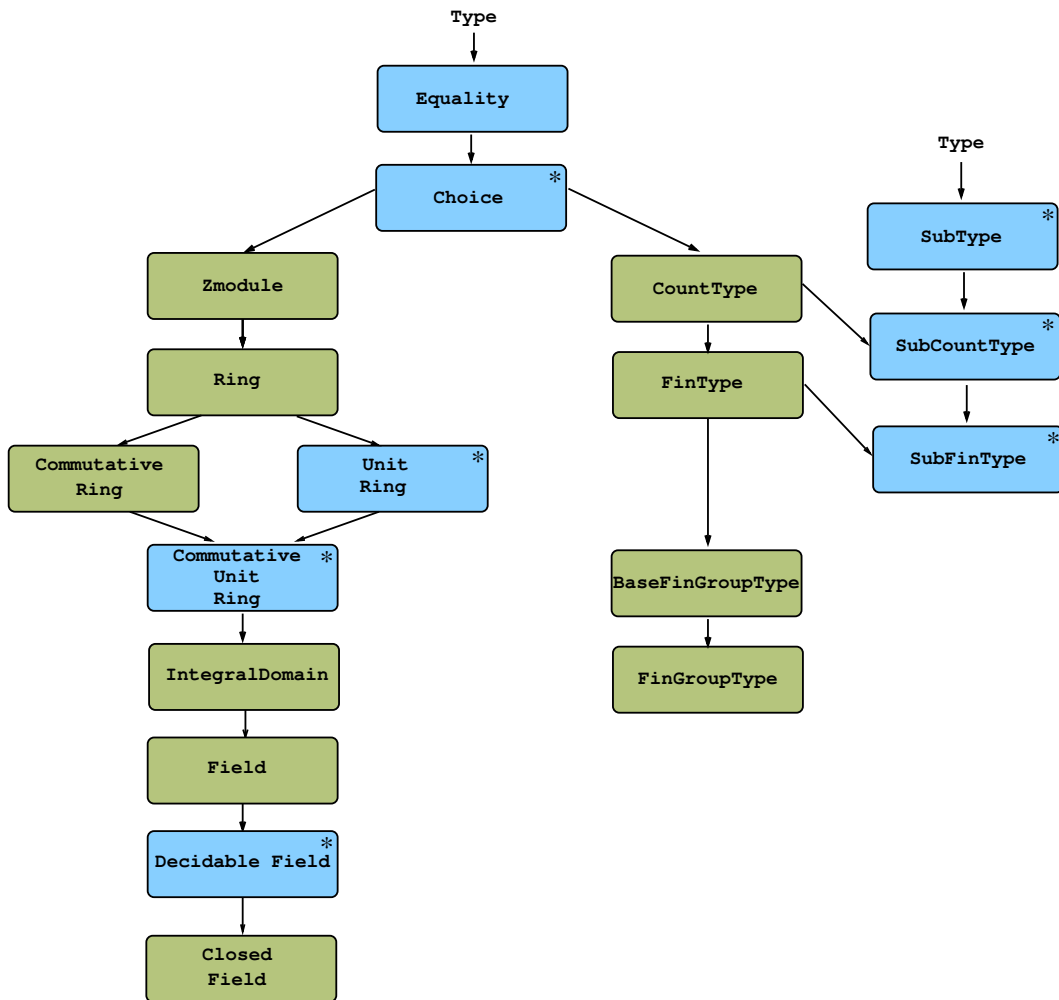 Type
Equality
Choice *
Type
SubType *
Zmodule
CountType
SubCountType *
Ring
FinType
Commutative
Ring
Unit *
Ring
SubFinType *
Commutative *
Unit
Ring
BaseFinGroupType
IntegralDomain
FinGroupType
Field
Decidable Field *
Closed
Field